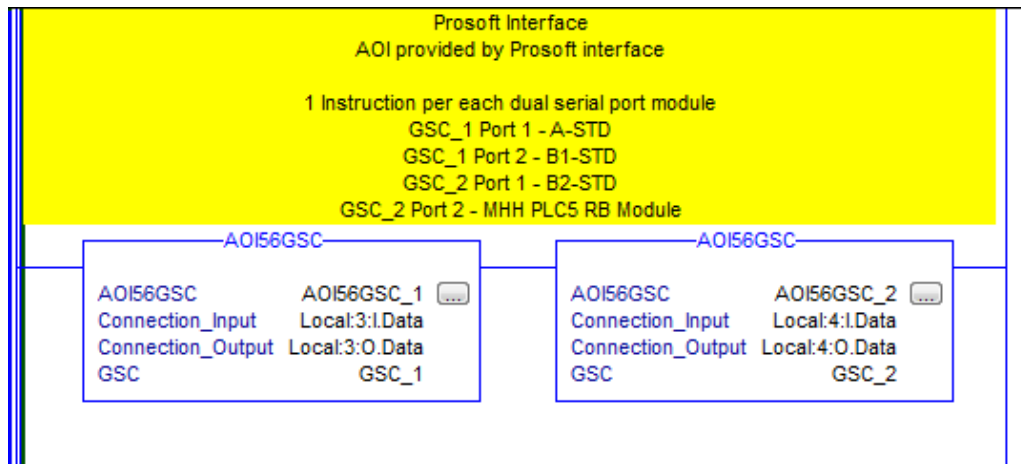 Prosoft Interface
AOI provided by Prosoft interface
1 Instruction per each dual serial port module
GSC_1 Port 1 - A-STD
GSC_1 Port 2 - B1-STD
GSC_2 Port 1 - B2-STD
GSC_2 Port 2 - MHH PLC5 RB Module
AOI56GSC
AOI56GSC AOI56GSC_1 ...
Connection_Input Local:3:I.Data
Connection_Output Local:3:O.Data
GSC GSC_1
AOI56GSC
AOI56GSC AOI56GSC_2 ...
Connection_Input Local:4:I.Data
Connection_Output Local:4:O.Data
GSC GSC_2